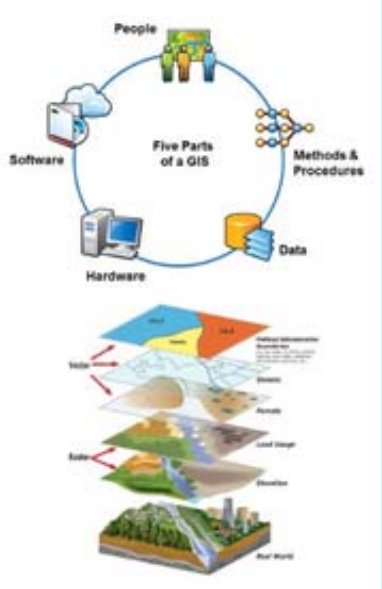 People
Software
Five Parts
of a GIS
Methods &
Procedures
Data
Hardware
Vector
Streets
Parcels
Land Usage
Raster
Elevation
Real World